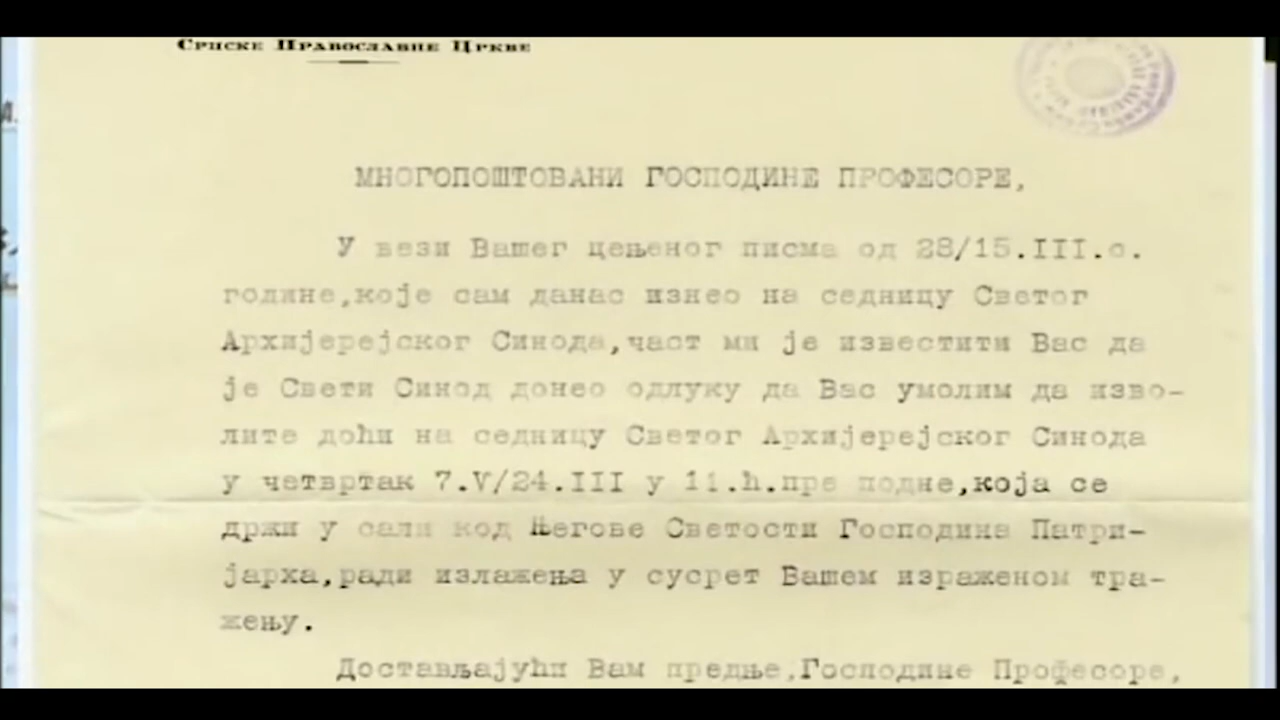 Српске Православне Цркве
МНОГОПОШТОВАНИ ГОСПОДИНЕ ПРОФЕСОРЕ,
У вези Вашег цењеног писма од 28/15.III.о.
године,које сам данас изнео на седницу Светог
Архијерејског Синода,част ми је известити Вас да
је Свети Синод донео одлуку да Вас умолим да изво-
лите доћи на седницу Светог Архијерејског Синода
у четвртак 7.V/24.III у 11.h.пре подне,која се
држи у сали код Његове Светости Господина Патри-
јарха,ради излажења у сусрет Вашем израженом тра-
жењу.
Достављајући Вам предње,Господине Професоре,